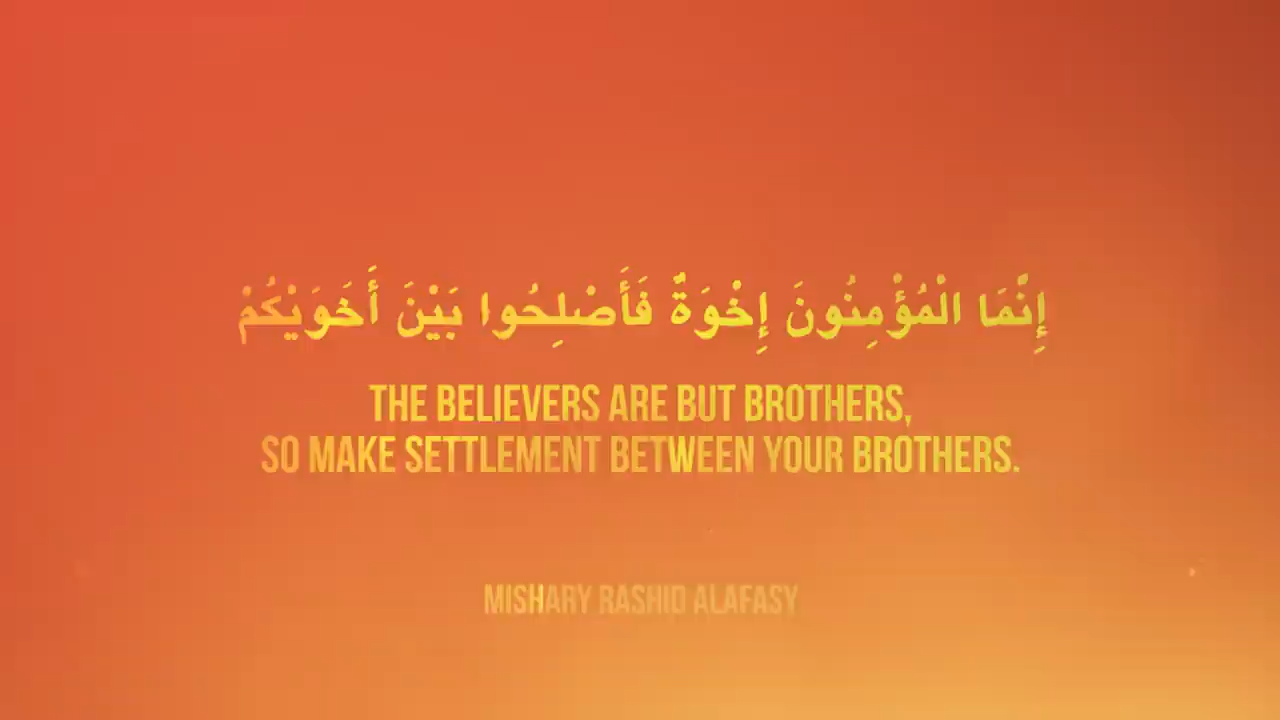 إِنَّمَا الْمُؤْمِنُونَ إِخْوَةٌ فَأَصْلِحُوا بَيْنَ أَخَوَيْكُمْ
THE BELIEVERS ARE BUT BROTHERS,
SO MAKE SETTLEMENT BETWEEN YOUR BROTHERS.
MISHARY RASHID ALAFASY